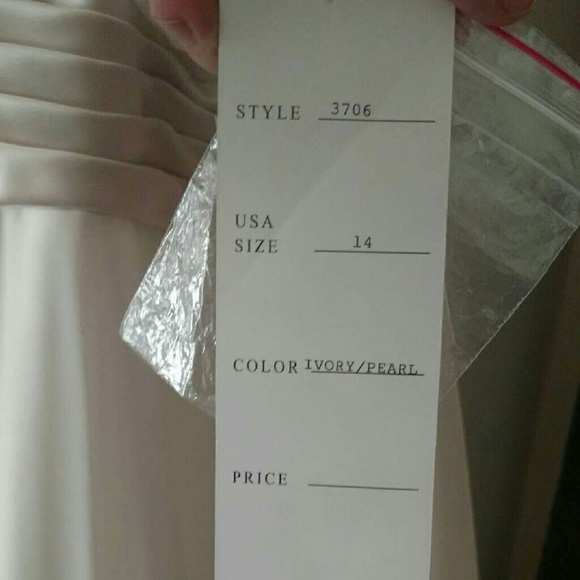 STYLE 3706
USA
SIZE 14
COLOR IVORY/PEARL
PRICE